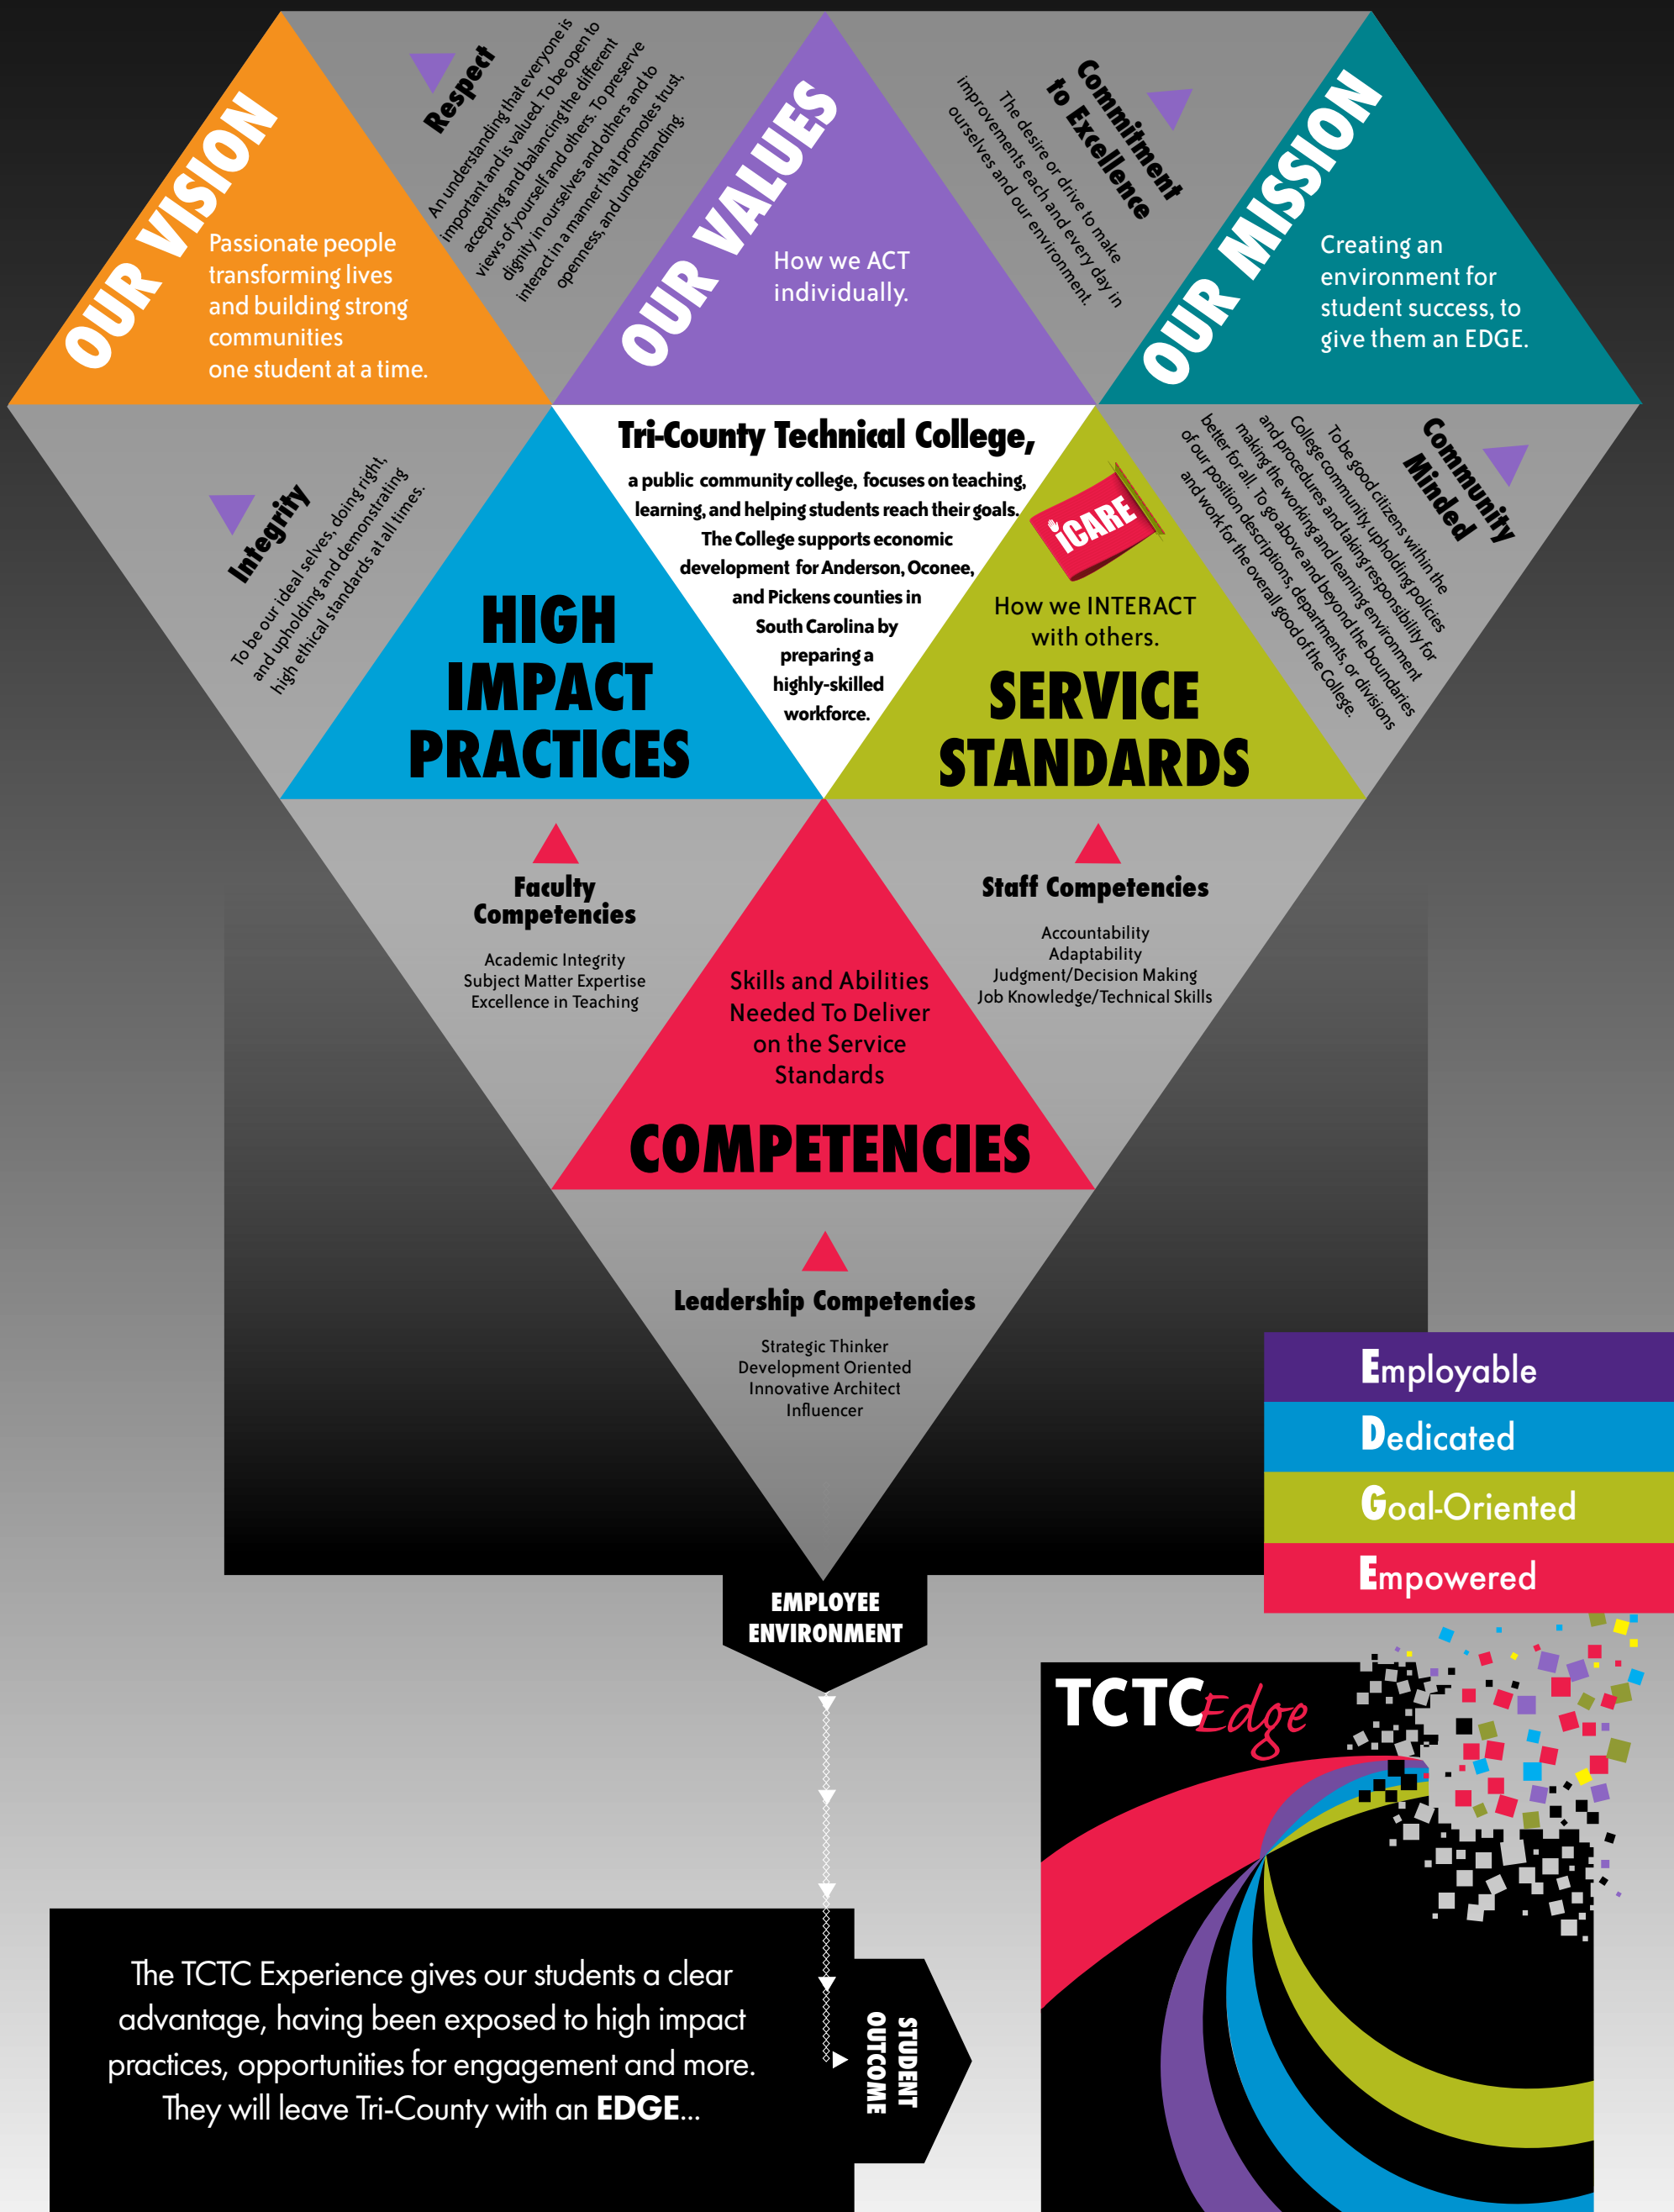 OUR VISION
Passionate people
transforming lives
and building strong
communities
one student at a time.
Respect
An understanding that everyone is
important and is valued. To be open to
accepting and balancing the different
views of yourself and others. To preserve
dignity in ourselves and others and to
interact in a manner that promotes trust,
openness, and understanding.
OUR VALUES
How we ACT
individually.
Commitment
to Excellence
The desire or drive to make
improvements each and every day in
ourselves and our environment.
OUR MISSION
Creating an
environment for
student success, to
give them an EDGE.
Integrity
To be our ideal selves, doing right,
and upholding and demonstrating
high ethical standards at all times.
HIGH
IMPACT
PRACTICES
Tri-County Technical College,
a public community college, focuses on teaching,
learning, and helping students reach their goals.
The College supports economic
development for Anderson, Oconee,
and Pickens counties in
South Carolina by
preparing a
highly-skilled
workforce.
iCARE
How we INTERACT
with others.
SERVICE
STANDARDS
Community
Minded
To be good citizens within the
College community, upholding policies
and procedures and taking responsibility for
making the working and learning environment
better for all. To go above and beyond the boundaries
of our position descriptions, departments, or divisions
and work for the overall good of the College.
Faculty
Competencies
Academic Integrity
Subject Matter Expertise
Excellence in Teaching
Skills and Abilities
Needed To Deliver
on the Service
Standards
COMPETENCIES
Staff Competencies
Accountability
Adaptability
Judgment/Decision Making
Job Knowledge/Technical Skills
Leadership Competencies
Strategic Thinker
Development Oriented
Innovative Architect
Influencer
Employable
Dedicated
Goal-Oriented
Empowered
EMPLOYEE
ENVIRONMENT
TCTC Edge
The TCTC Experience gives our students a clear
advantage, having been exposed to high impact
practices, opportunities for engagement and more.
They will leave Tri-County with an EDGE...
STUDENT
OUTCOME